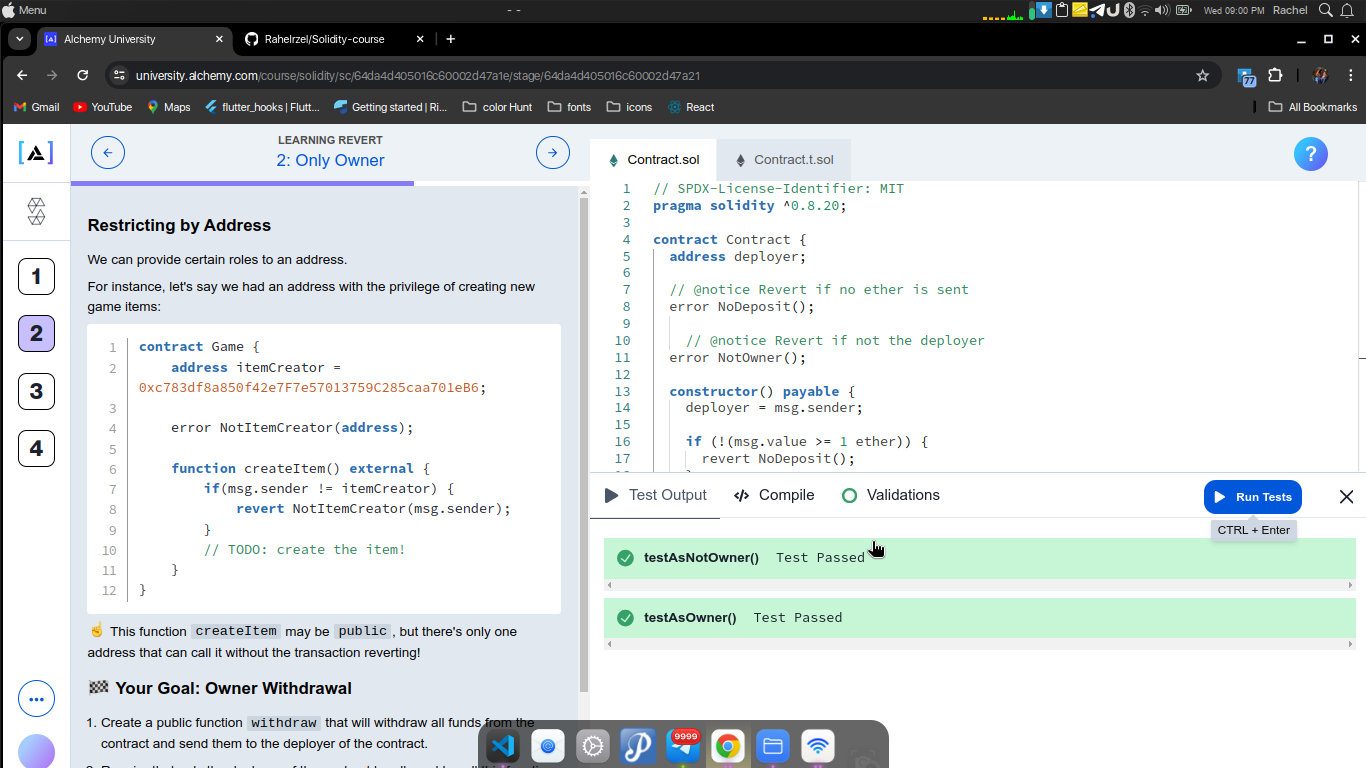 Menu
- -
Wed 09:00 PM
Rachel
Alchemy University
Rahelrzel/Solidity-course
university.alchemy.com/course/solidity/sc/64da4d405016c60002d47a1e/stage/64da4d405016c60002d47a21
77
Gmail
YouTube
Maps
flutter_hooks | Flutt...
Getting started | Ri...
color Hunt
fonts
icons
React
All Bookmarks
LEARNING REVERT
2: Only Owner
1
2
3
4
Restricting by Address
We can provide certain roles to an address.
For instance, let's say we had an address with the privilege of creating new
game items:
1 contract Game {
2 address itemCreator =
0xc783df8a850f42e7F7e57013759C285caa701eB6;
3
4 error NotItemCreator(address);
5
6 function createItem() external {
7 if(msg.sender != itemCreator) {
8 revert NotItemCreator(msg.sender);
9 }
10 // TODO: create the item!
11 }
12 }
☝️ This function createItem may be public, but there's only one
address that can call it without the transaction reverting!
🏁 Your Goal: Owner Withdrawal
1. Create a public function withdraw that will withdraw all funds from the
contract and send them to the deployer of the contract.
Contract.sol
Contract.t.sol
?
1 // SPDX-License-Identifier: MIT
2 pragma solidity ^0.8.20;
3
4 contract Contract {
5 address deployer;
6
7 // @notice Revert if no ether is sent
8 error NoDeposit();
9
10 // @notice Revert if not the deployer
11 error NotOwner();
12
13 constructor() payable {
14 deployer = msg.sender;
15
16 if (!(msg.value >= 1 ether)) {
17 revert NoDeposit();
Test Output
Compile
Validations
Run Tests
CTRL + Enter
testAsNotOwner() Test Passed
testAsOwner() Test Passed
9999